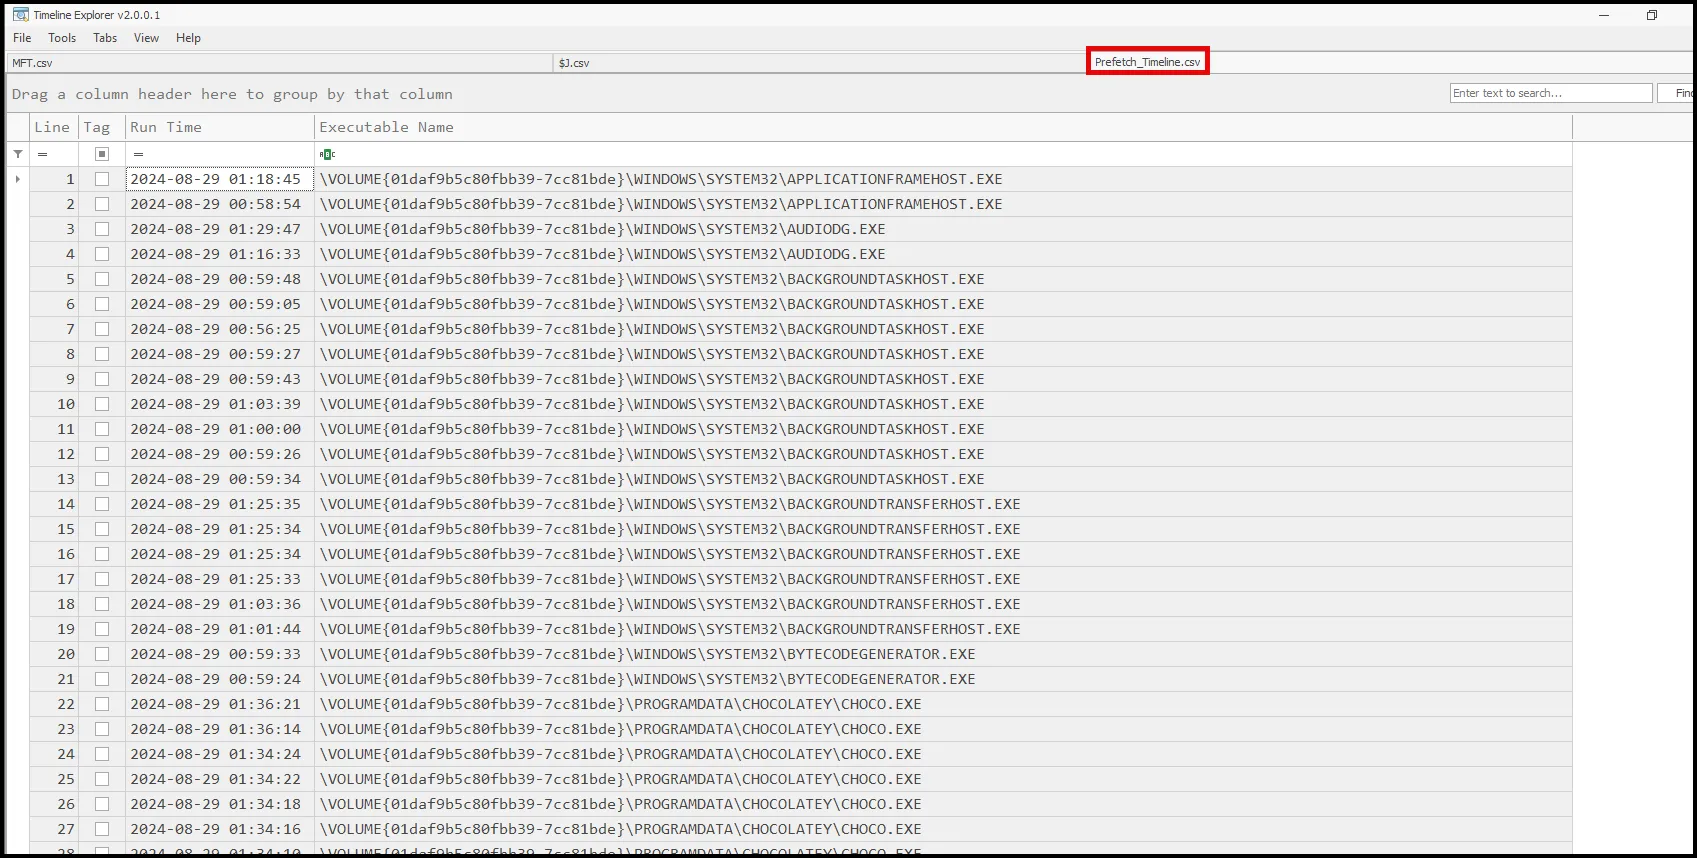 Timeline Explorer v2.0.0.1
File Tools Tabs View Help
MFT.csv $J.csv Prefetch_Timeline.csv
Drag a column header here to group by that column Enter text to search...
Line Tag Run Time Executable Name
= = ABC
1 2024-08-29 01:18:45 \VOLUME{01daf9b5c80fbb39-7cc81bde}\WINDOWS\SYSTEM32\APPLICATIONFRAMEHOST.EXE
2 2024-08-29 00:58:54 \VOLUME{01daf9b5c80fbb39-7cc81bde}\WINDOWS\SYSTEM32\APPLICATIONFRAMEHOST.EXE
3 2024-08-29 01:29:47 \VOLUME{01daf9b5c80fbb39-7cc81bde}\WINDOWS\SYSTEM32\AUDIODG.EXE
4 2024-08-29 01:16:33 \VOLUME{01daf9b5c80fbb39-7cc81bde}\WINDOWS\SYSTEM32\AUDIODG.EXE
5 2024-08-29 00:59:48 \VOLUME{01daf9b5c80fbb39-7cc81bde}\WINDOWS\SYSTEM32\BACKGROUNDTASKHOST.EXE
6 2024-08-29 00:59:05 \VOLUME{01daf9b5c80fbb39-7cc81bde}\WINDOWS\SYSTEM32\BACKGROUNDTASKHOST.EXE
7 2024-08-29 00:56:25 \VOLUME{01daf9b5c80fbb39-7cc81bde}\WINDOWS\SYSTEM32\BACKGROUNDTASKHOST.EXE
8 2024-08-29 00:59:27 \VOLUME{01daf9b5c80fbb39-7cc81bde}\WINDOWS\SYSTEM32\BACKGROUNDTASKHOST.EXE
9 2024-08-29 00:59:43 \VOLUME{01daf9b5c80fbb39-7cc81bde}\WINDOWS\SYSTEM32\BACKGROUNDTASKHOST.EXE
10 2024-08-29 01:03:39 \VOLUME{01daf9b5c80fbb39-7cc81bde}\WINDOWS\SYSTEM32\BACKGROUNDTASKHOST.EXE
11 2024-08-29 01:00:00 \VOLUME{01daf9b5c80fbb39-7cc81bde}\WINDOWS\SYSTEM32\BACKGROUNDTASKHOST.EXE
12 2024-08-29 00:59:26 \VOLUME{01daf9b5c80fbb39-7cc81bde}\WINDOWS\SYSTEM32\BACKGROUNDTASKHOST.EXE
13 2024-08-29 00:59:34 \VOLUME{01daf9b5c80fbb39-7cc81bde}\WINDOWS\SYSTEM32\BACKGROUNDTASKHOST.EXE
14 2024-08-29 01:25:35 \VOLUME{01daf9b5c80fbb39-7cc81bde}\WINDOWS\SYSTEM32\BACKGROUNDTRANSFERHOST.EXE
15 2024-08-29 01:25:34 \VOLUME{01daf9b5c80fbb39-7cc81bde}\WINDOWS\SYSTEM32\BACKGROUNDTRANSFERHOST.EXE
16 2024-08-29 01:25:34 \VOLUME{01daf9b5c80fbb39-7cc81bde}\WINDOWS\SYSTEM32\BACKGROUNDTRANSFERHOST.EXE
17 2024-08-29 01:25:33 \VOLUME{01daf9b5c80fbb39-7cc81bde}\WINDOWS\SYSTEM32\BACKGROUNDTRANSFERHOST.EXE
18 2024-08-29 01:03:36 \VOLUME{01daf9b5c80fbb39-7cc81bde}\WINDOWS\SYSTEM32\BACKGROUNDTRANSFERHOST.EXE
19 2024-08-29 01:01:44 \VOLUME{01daf9b5c80fbb39-7cc81bde}\WINDOWS\SYSTEM32\BACKGROUNDTRANSFERHOST.EXE
20 2024-08-29 00:59:33 \VOLUME{01daf9b5c80fbb39-7cc81bde}\WINDOWS\SYSTEM32\BYTECODEGENERATOR.EXE
21 2024-08-29 00:59:24 \VOLUME{01daf9b5c80fbb39-7cc81bde}\WINDOWS\SYSTEM32\BYTECODEGENERATOR.EXE
22 2024-08-29 01:36:21 \VOLUME{01daf9b5c80fbb39-7cc81bde}\PROGRAMDATA\CHOCOLATEY\CHOCO.EXE
23 2024-08-29 01:36:14 \VOLUME{01daf9b5c80fbb39-7cc81bde}\PROGRAMDATA\CHOCOLATEY\CHOCO.EXE
24 2024-08-29 01:34:24 \VOLUME{01daf9b5c80fbb39-7cc81bde}\PROGRAMDATA\CHOCOLATEY\CHOCO.EXE
25 2024-08-29 01:34:22 \VOLUME{01daf9b5c80fbb39-7cc81bde}\PROGRAMDATA\CHOCOLATEY\CHOCO.EXE
26 2024-08-29 01:34:18 \VOLUME{01daf9b5c80fbb39-7cc81bde}\PROGRAMDATA\CHOCOLATEY\CHOCO.EXE
27 2024-08-29 01:34:16 \VOLUME{01daf9b5c80fbb39-7cc81bde}\PROGRAMDATA\CHOCOLATEY\CHOCO.EXE